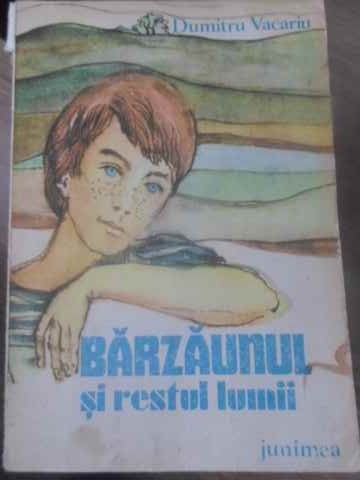 Dumitru Vacariu
BĂRZĂUNUL
și restul lumii
junimea